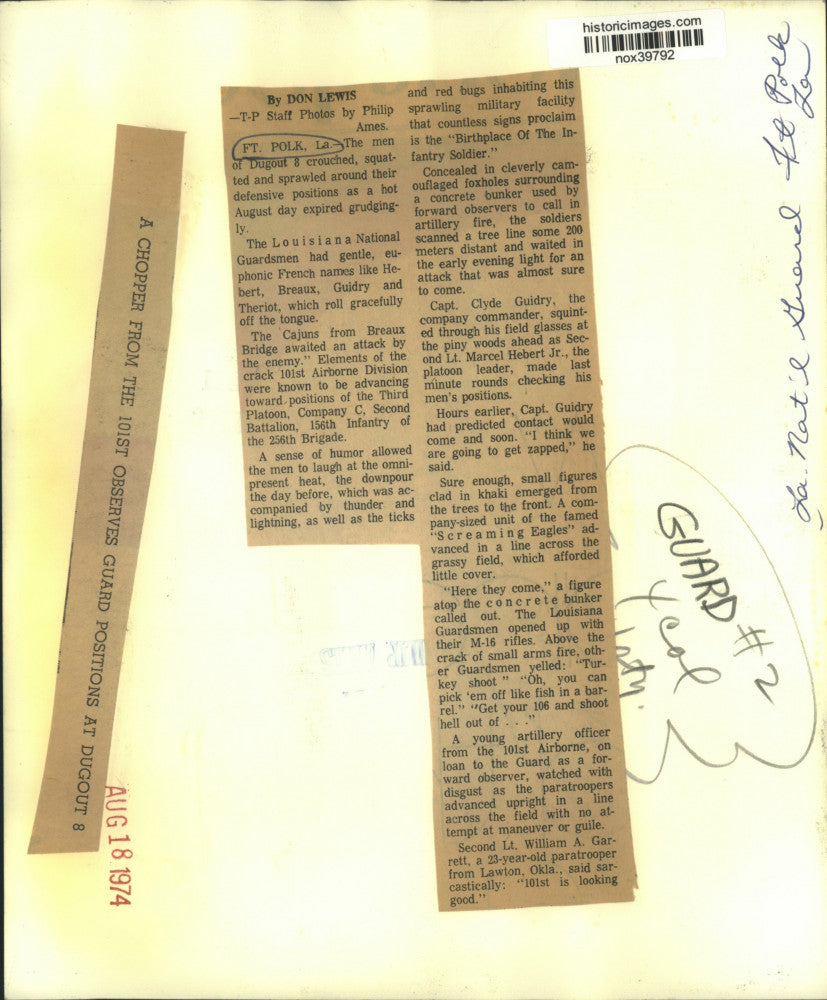 historicimages.com
nox39792
La. Nat'l Guard Ft Polk
La
By DON LEWIS
—T-P Staff Photos by Philip
Ames.
FT. POLK, La.—The men
of Dugout 8 crouched, squat-
ted and sprawled around their
defensive positions as a hot
August day expired grudging-
ly.
The Louisiana National
Guardsmen had gentle, eu-
phonic French names like He-
bert, Breaux, Guidry and
Theriot, which roll gracefully
off the tongue.
The "Cajuns from Breaux
Bridge awaited an attack by
the enemy." Elements of the
crack 101st Airborne Division
were known to be advancing
toward positions of the Third
Platoon, Company C, Second
Battalion, 156th Infantry of
the 256th Brigade.
A sense of humor allowed
the men to laugh at the omni-
present heat, the downpour
the day before, which was ac-
companied by thunder and
lightning, as well as the ticks
and red bugs inhabiting this
sprawling military facility
that countless signs proclaim
is the "Birthplace Of The In-
fantry Soldier."
Concealed in cleverly cam-
ouflaged foxholes surrounding
a concrete bunker used by
forward observers to call in
artillery fire, the soldiers
scanned a tree line some 200
meters distant and waited in
the early evening light for an
attack that was almost sure
to come.
Capt. Clyde Guidry, the
company commander, squint-
ed through his field glasses at
the piny woods ahead as Sec-
ond Lt. Marcel Hebert Jr., the
platoon leader, made last
minute rounds checking his
men's positions.
Hours earlier, Capt. Guidry
had predicted contact would
come and soon. "I think we
are going to get zapped," he
said.
Sure enough, small figures
clad in khaki emerged from
the trees to the front. A com-
pany-sized unit of the famed
"Screaming Eagles" ad-
vanced in a line across the
grassy field, which afforded
little cover.
"Here they come," a figure
atop the concrete bunker
called out. The Louisiana
Guardsmen opened up with
their M-16 rifles. Above the
crack of small arms fire, oth-
er Guardsmen yelled: "Tur-
key shoot" "Oh, you can
pick 'em off like fish in a bar-
rel." "Get your 106 and shoot
hell out of . . ."
A young artillery officer
from the 101st Airborne, on
loan to the Guard as a for-
ward observer, watched with
disgust as the paratroopers
advanced upright in a line
across the field with no at-
tempt at maneuver or guile.
Second Lt. William A. Gar-
rett, a 23-year-old paratrooper
from Lawton, Okla., said sar-
castically: "101st is looking
good."
A CHOPPER FROM THE 101ST OBSERVES GUARD POSITIONS AT DUGOUT 8
AUG 18 1974
GUARD #2